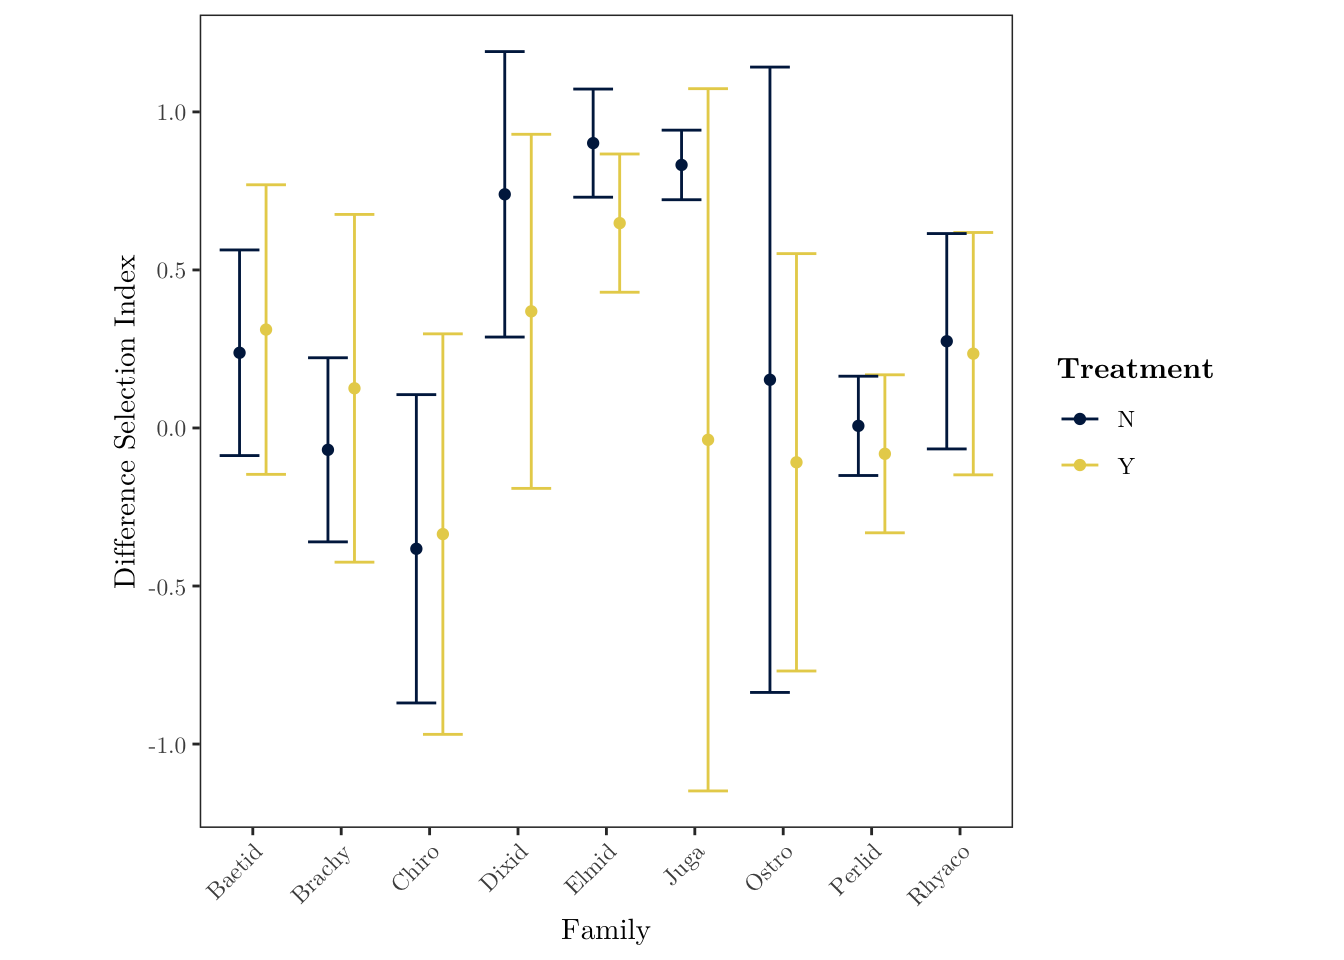 1.0
0.5
0.0
-0.5
-1.0
Difference Selection Index
Baetid
Brachy
Chiro
Dixid
Elmid
Juga
Ostro
Perlid
Rhyaco
Family
Treatment
N
Y